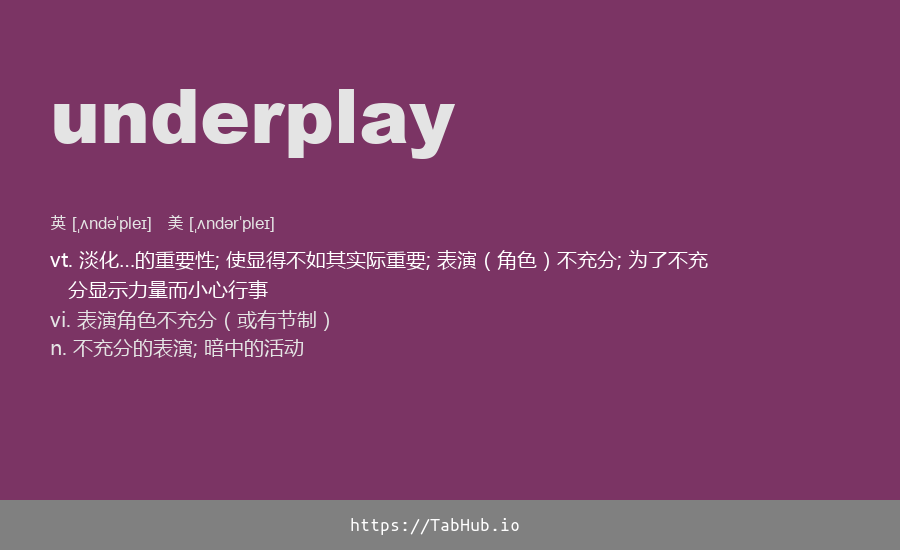 underplay
英 [ˌʌndəˈpleɪ] 美 [ˌʌndərˈpleɪ]
vt. 淡化…的重要性; 使显得不如其实际重要; 表演（角色）不充分; 为了不充
分显示力量而小心行事
vi. 表演角色不充分（或有节制）
n. 不充分的表演; 暗中的活动
https://TabHub.io